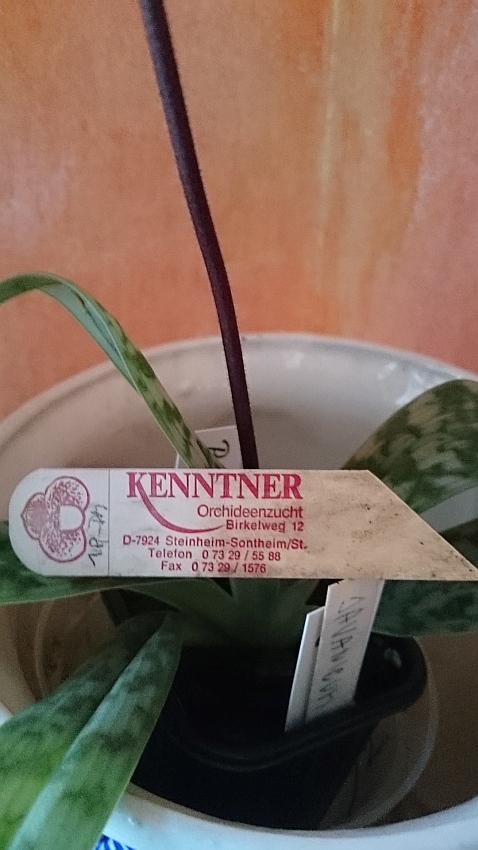 KENNTNER
Orchideenzucht
Birkelweg 12
D-7924 Steinheim-Sontheim/St.
Telefon 0 73 29 / 55 88
Fax 0 73 29 / 1576